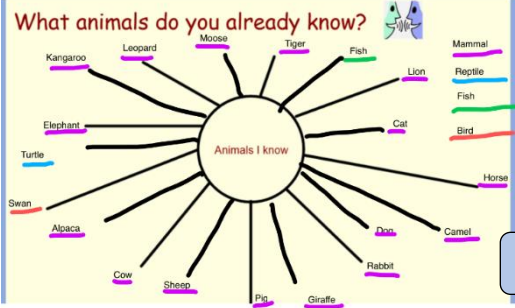 What animals do you already know?
Moose
Leopard
Tiger
Fish
Kangaroo
Lion
Mammal
Reptile
Fish
Bird
Elephant
Cat
Animals I know
Turtle
Horse
Swan
Alpaca
Dog
Camel
Cow
Sheep
Rabbit
Pig
Giraffe